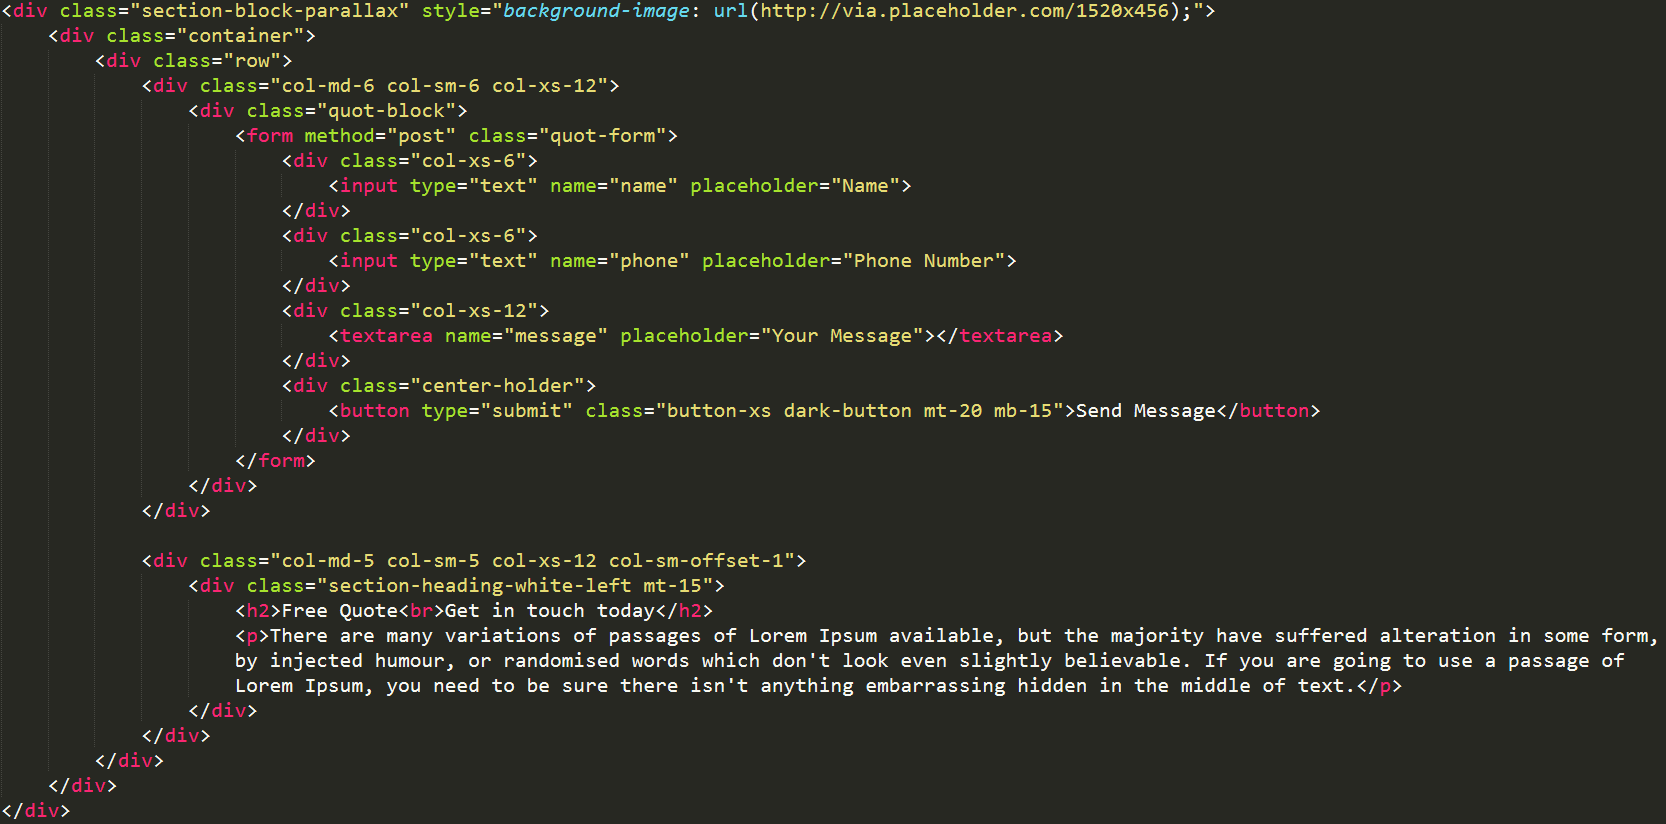 <div class="section-block-parallax" style="background-image: url(http://via.placeholder.com/1520x456);">
    <div class="container">
        <div class="row">
            <div class="col-md-6 col-sm-6 col-xs-12">
                <div class="quot-block">
                    <form method="post" class="quot-form">
                        <div class="col-xs-6">
                            <input type="text" name="name" placeholder="Name">
                        </div>
                        <div class="col-xs-6">
                            <input type="text" name="phone" placeholder="Phone Number">
                        </div>
                        <div class="col-xs-12">
                            <textarea name="message" placeholder="Your Message"></textarea>
                        </div>
                        <div class="center-holder">
                            <button type="submit" class="button-xs dark-button mt-20 mb-15">Send Message</button>
                        </div>
                    </form>
                </div>
            </div>

            <div class="col-md-5 col-sm-5 col-xs-12 col-sm-offset-1">
                <div class="section-heading-white-left mt-15">
                    <h2>Free Quote<br>Get in touch today</h2>
                    <p>There are many variations of passages of Lorem Ipsum available, but the majority have suffered alteration in some form,
                    by injected humour, or randomised words which don't look even slightly believable. If you are going to use a passage of
                    Lorem Ipsum, you need to be sure there isn't anything embarrassing hidden in the middle of text.</p>
                </div>
            </div>
        </div>
    </div>
</div>